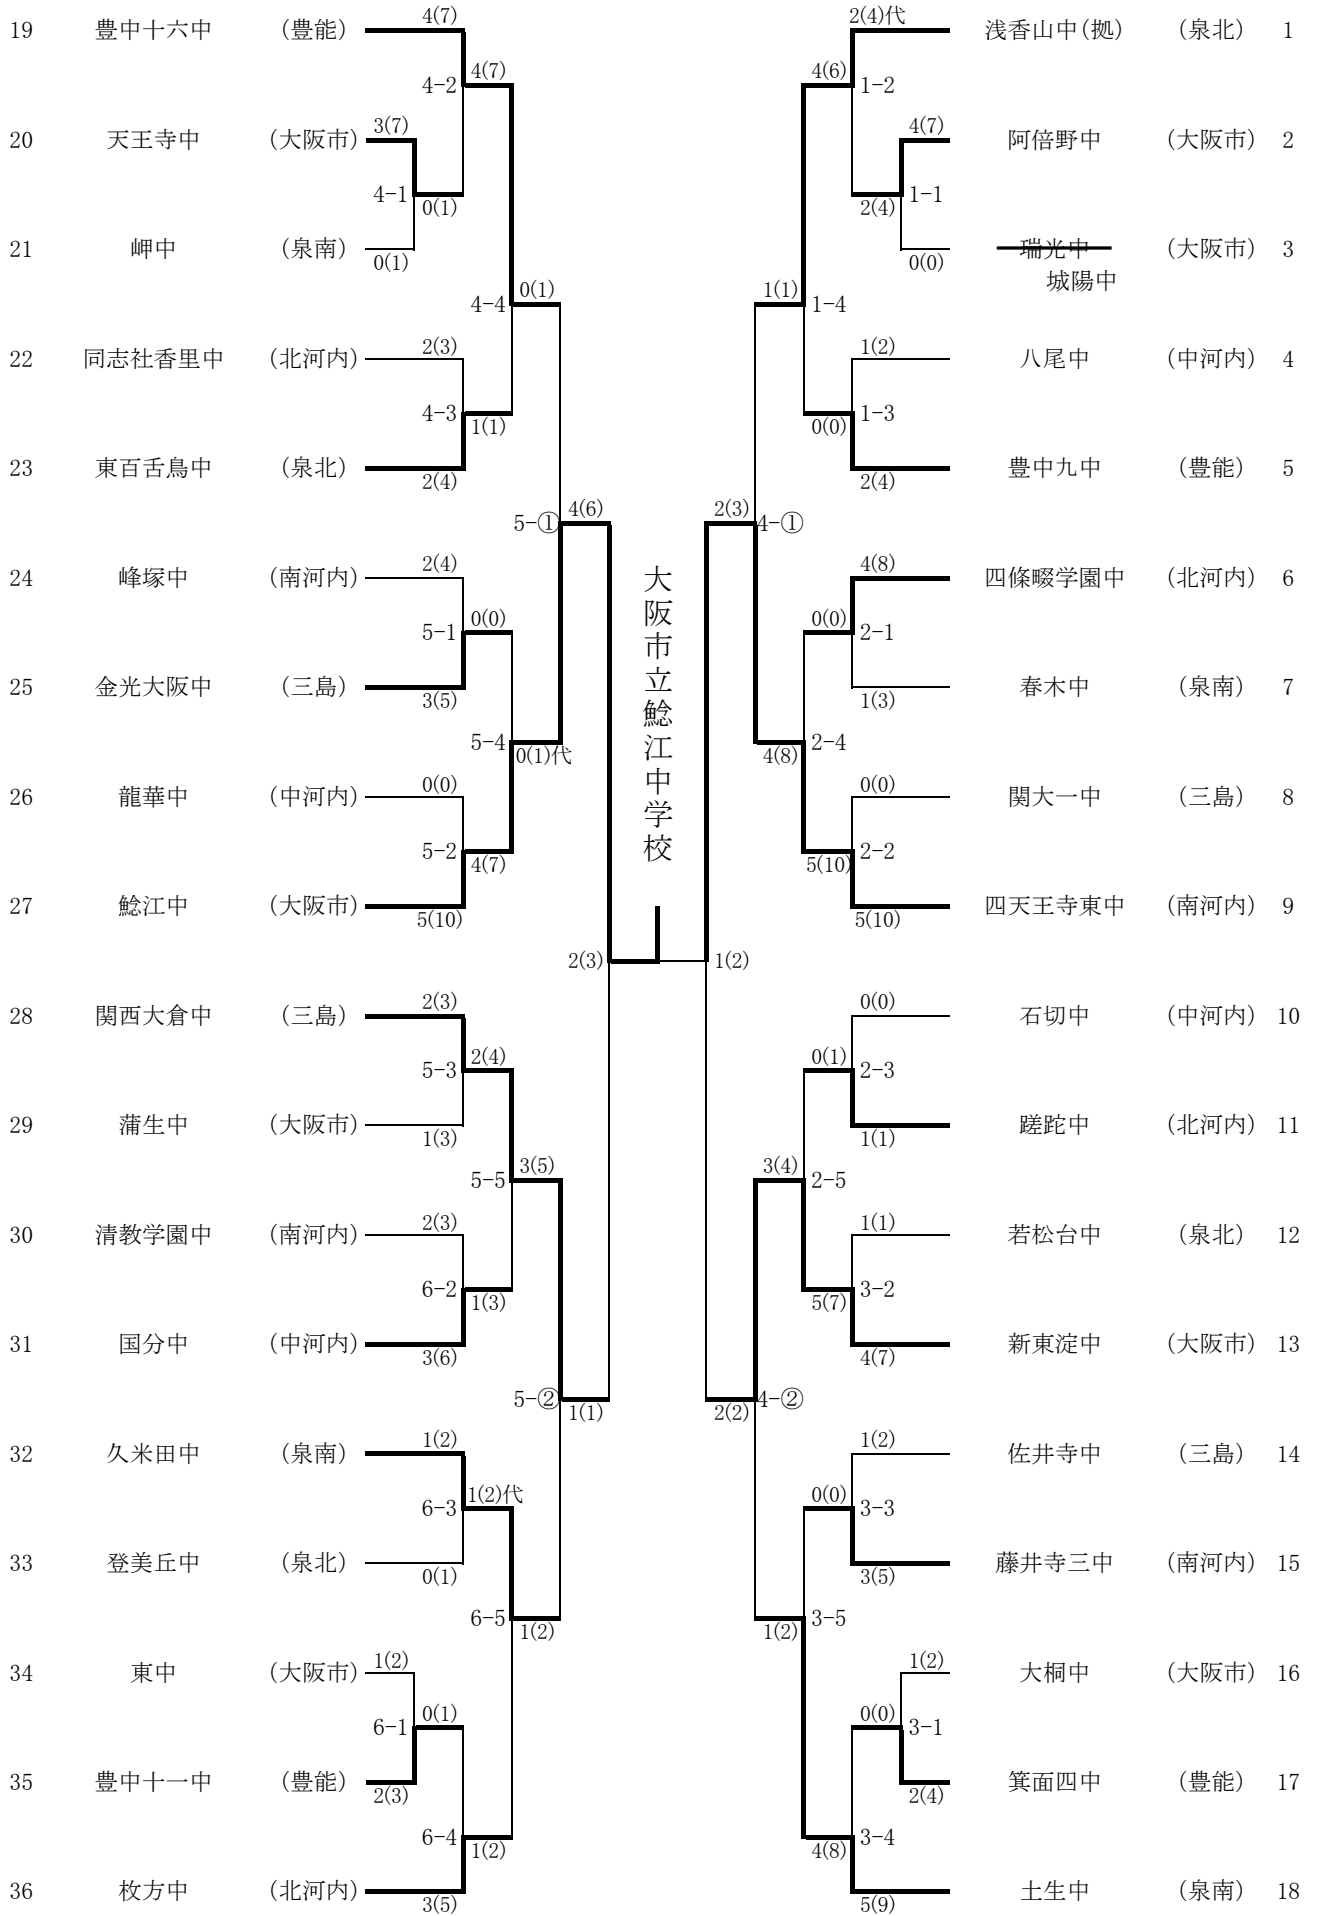 4(7) 2(4)代
19 豊中十六中 (豊能) 浅香山中(拠) (泉北) 1
4(7) 4(6)
4-2 1-2
3(7) 4(7)
20 天王寺中 (大阪市) 阿倍野中 (大阪市) 2
4-1 0(1) 2(4) 1-1
21 岬中 (泉南) 瑞光中 (大阪市) 3
0(1) 0(0)
城陽中
0(1) 1(1)
4-4 1-4
2(3) 1(2)
22 同志社香里中 (北河内) 八尾中 (中河内) 4
4-3 1-3
1(1) 0(0)
23 東百舌鳥中 (泉北) 豊中九中 (豊能) 5
2(4) 2(4)
4(6) 2(3)
5-① 4-①
2(4) 4(8)
24 峰塚中 (南河内) 四條畷学園中 (北河内) 6
0(0) 0(0)
5-1 2-1
25 金光大阪中 (三島) 春木中 (泉南) 7
3(5) 1(3)
5-4 2-4
0(1)代 4(8)
0(0) 0(0)
26 龍華中 (中河内) 関大一中 (三島) 8
5-2 2-2
4(7) 5(10)
27 鯰江中 (大阪市) 四天王寺東中 (南河内) 9
5(10) 5(10)
大阪市立鯰江中学校
2(3) 1(2)
2(3) 0(0)
28 関西大倉中 (三島) 石切中 (中河内) 10
2(4) 0(1)
5-3 2-3
29 蒲生中 (大阪市) 蹉跎中 (北河内) 11
1(3) 1(1)
3(5) 3(4)
5-5 2-5
2(3) 1(1)
30 清教学園中 (南河内) 若松台中 (泉北) 12
6-2 3-2
1(3) 5(7)
31 国分中 (中河内) 新東淀中 (大阪市) 13
3(6) 4(7)
5-② 4-②
1(1) 2(2)
1(2) 1(2)
32 久米田中 (泉南) 佐井寺中 (三島) 14
1(2)代 0(0)
6-3 3-3
33 登美丘中 (泉北) 藤井寺三中 (南河内) 15
0(1) 3(5)
6-5 3-5
1(2) 1(2)
1(2) 1(2)
34 東中 (大阪市) 大桐中 (大阪市) 16
0(1) 0(0)
6-1 3-1
35 豊中十一中 (豊能) 箕面四中 (豊能) 17
2(3) 2(4)
6-4 3-4
1(2) 4(8)
36 枚方中 (北河内) 土生中 (泉南) 18
3(5) 5(9)